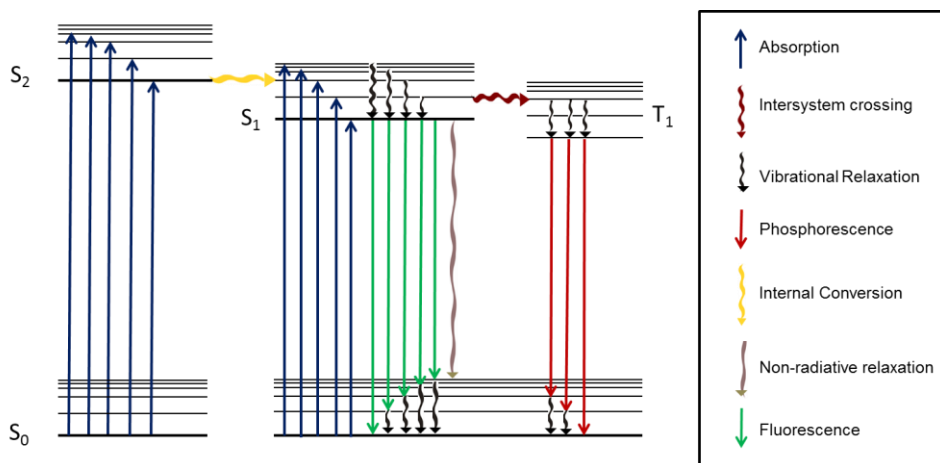 S2
S1
T1
S0
Absorption
Intersystem crossing
Vibrational Relaxation
Phosphorescence
Internal Conversion
Non-radiative relaxation
Fluorescence